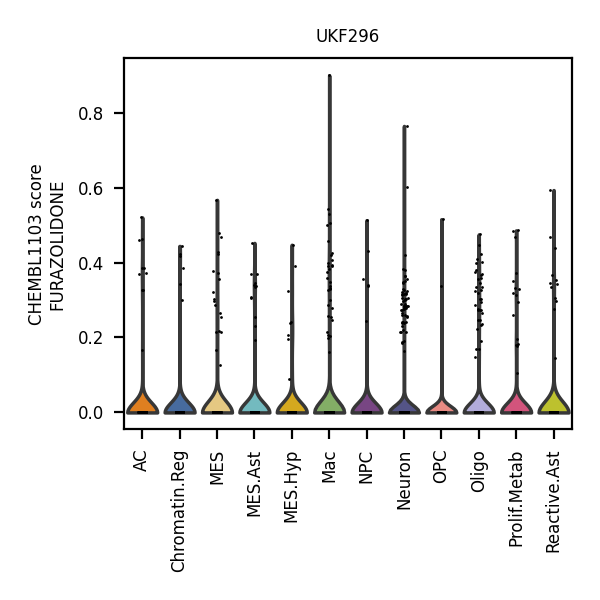 UKF296
CHEMBL1103 score
FURAZOLIDONE
0.8
0.6
0.4
0.2
0.0
AC
Chromatin.Reg
MES
MES.Ast
MES.Hyp
Mac
NPC
Neuron
OPC
Oligo
Prolif.Metab
Reactive.Ast